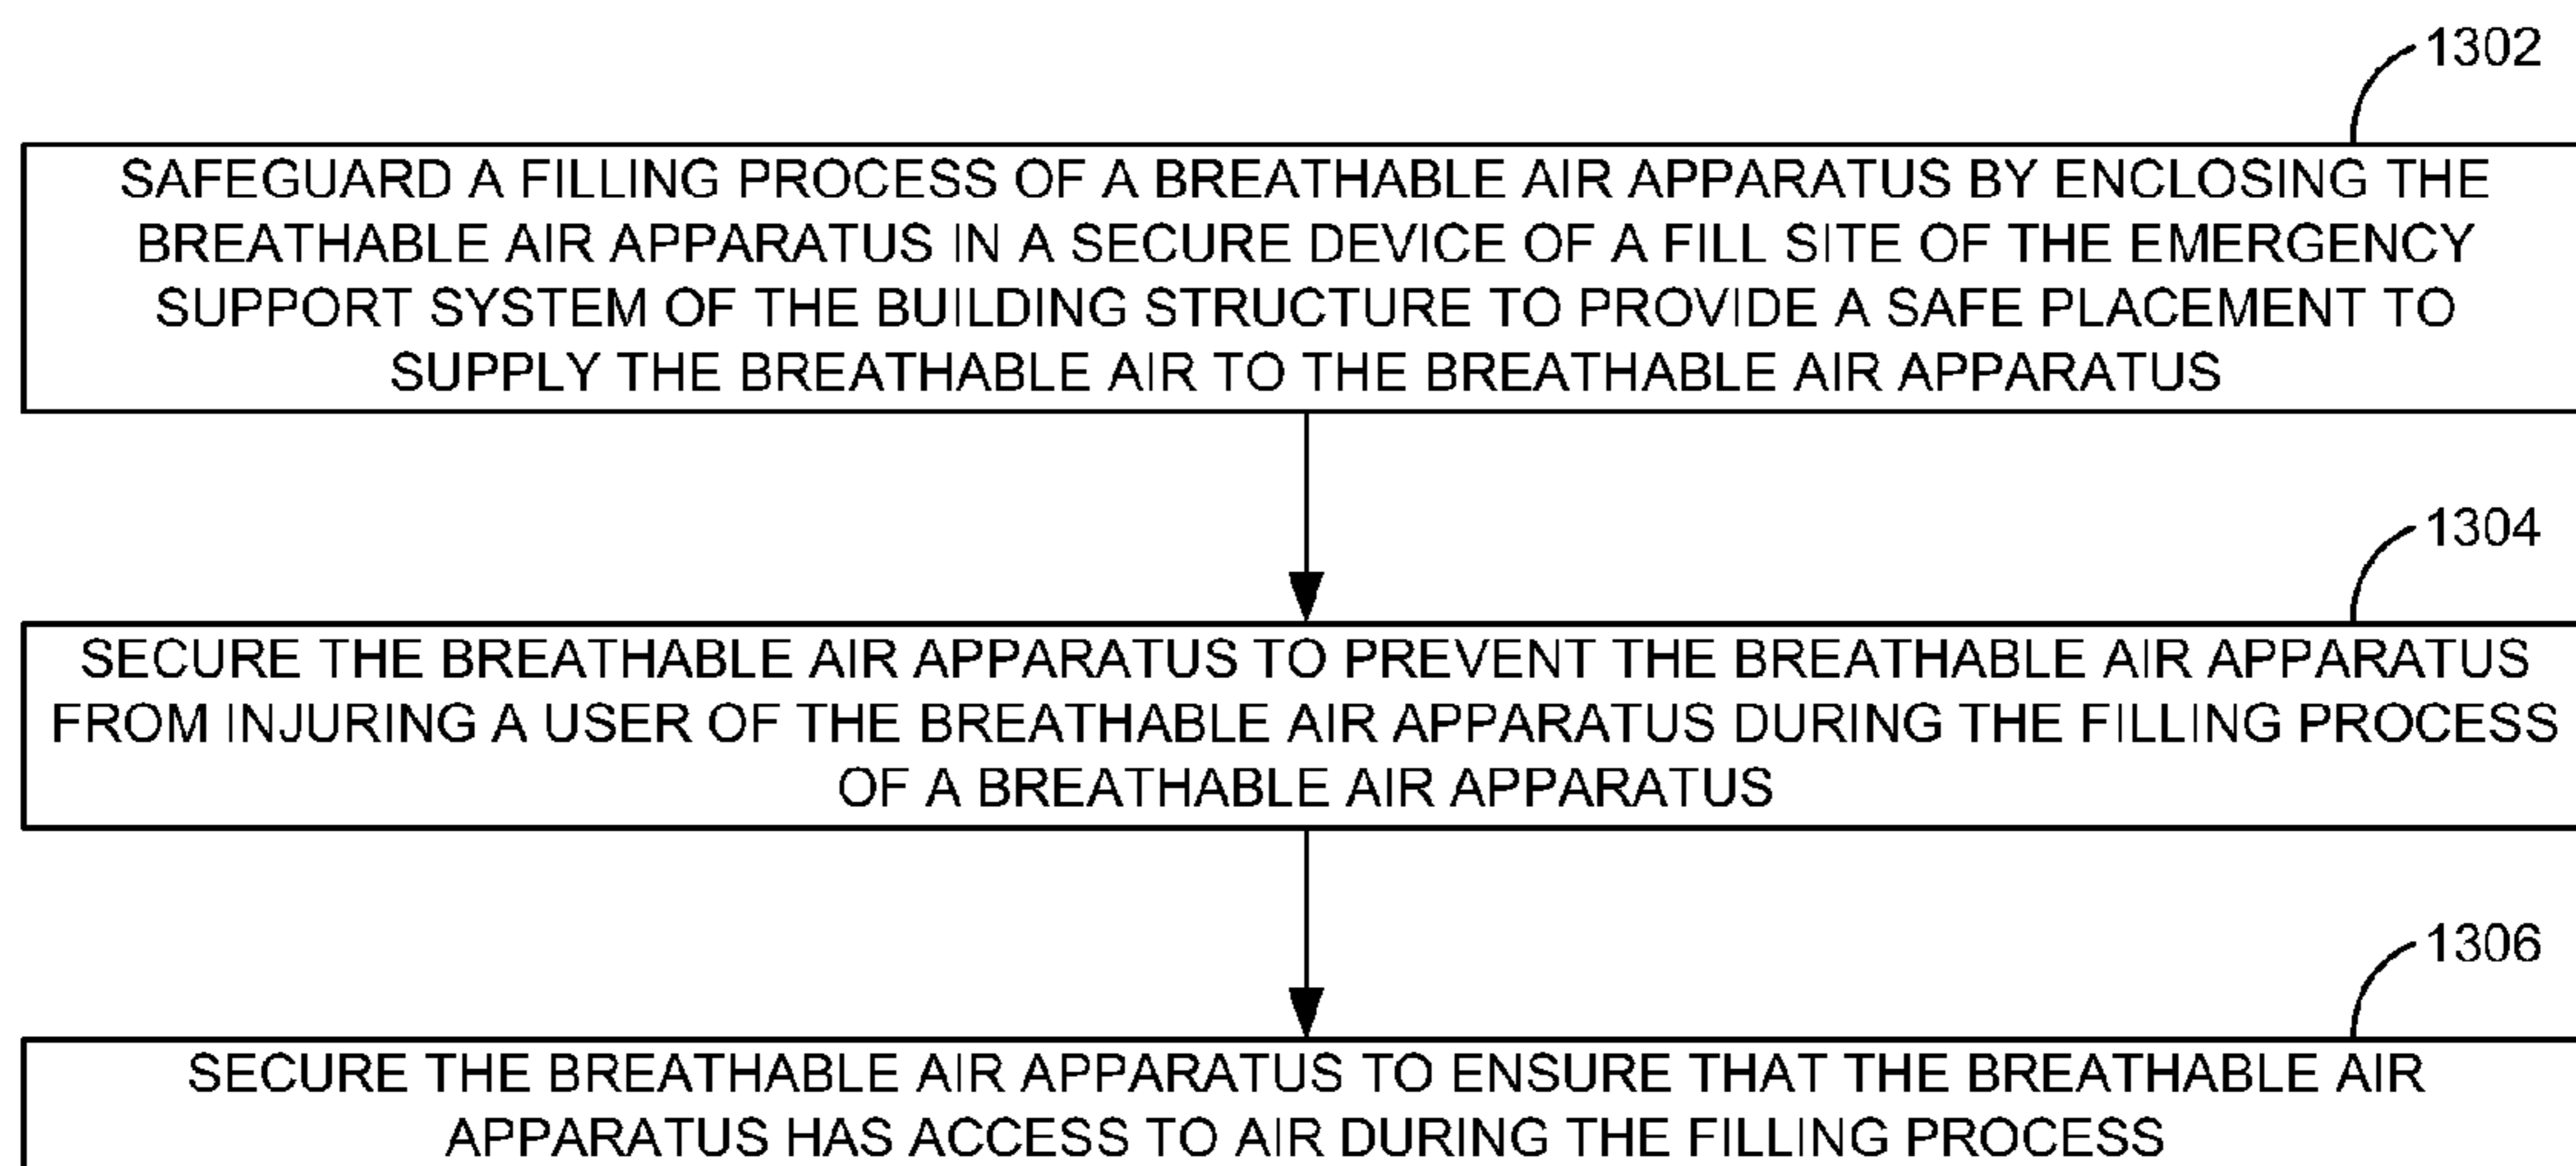 1302
SAFEGUARD A FILLING PROCESS OF A BREATHABLE AIR APPARATUS BY ENCLOSING THE
BREATHABLE AIR APPARATUS IN A SECURE DEVICE OF A FILL SITE OF THE EMERGENCY
SUPPORT SYSTEM OF THE BUILDING STRUCTURE TO PROVIDE A SAFE PLACEMENT TO
SUPPLY THE BREATHABLE AIR TO THE BREATHABLE AIR APPARATUS
1304
SECURE THE BREATHABLE AIR APPARATUS TO PREVENT THE BREATHABLE AIR APPARATUS
FROM INJURING A USER OF THE BREATHABLE AIR APPARATUS DURING THE FILLING PROCESS
OF A BREATHABLE AIR APPARATUS
1306
SECURE THE BREATHABLE AIR APPARATUS TO ENSURE THAT THE BREATHABLE AIR
APPARATUS HAS ACCESS TO AIR DURING THE FILLING PROCESS